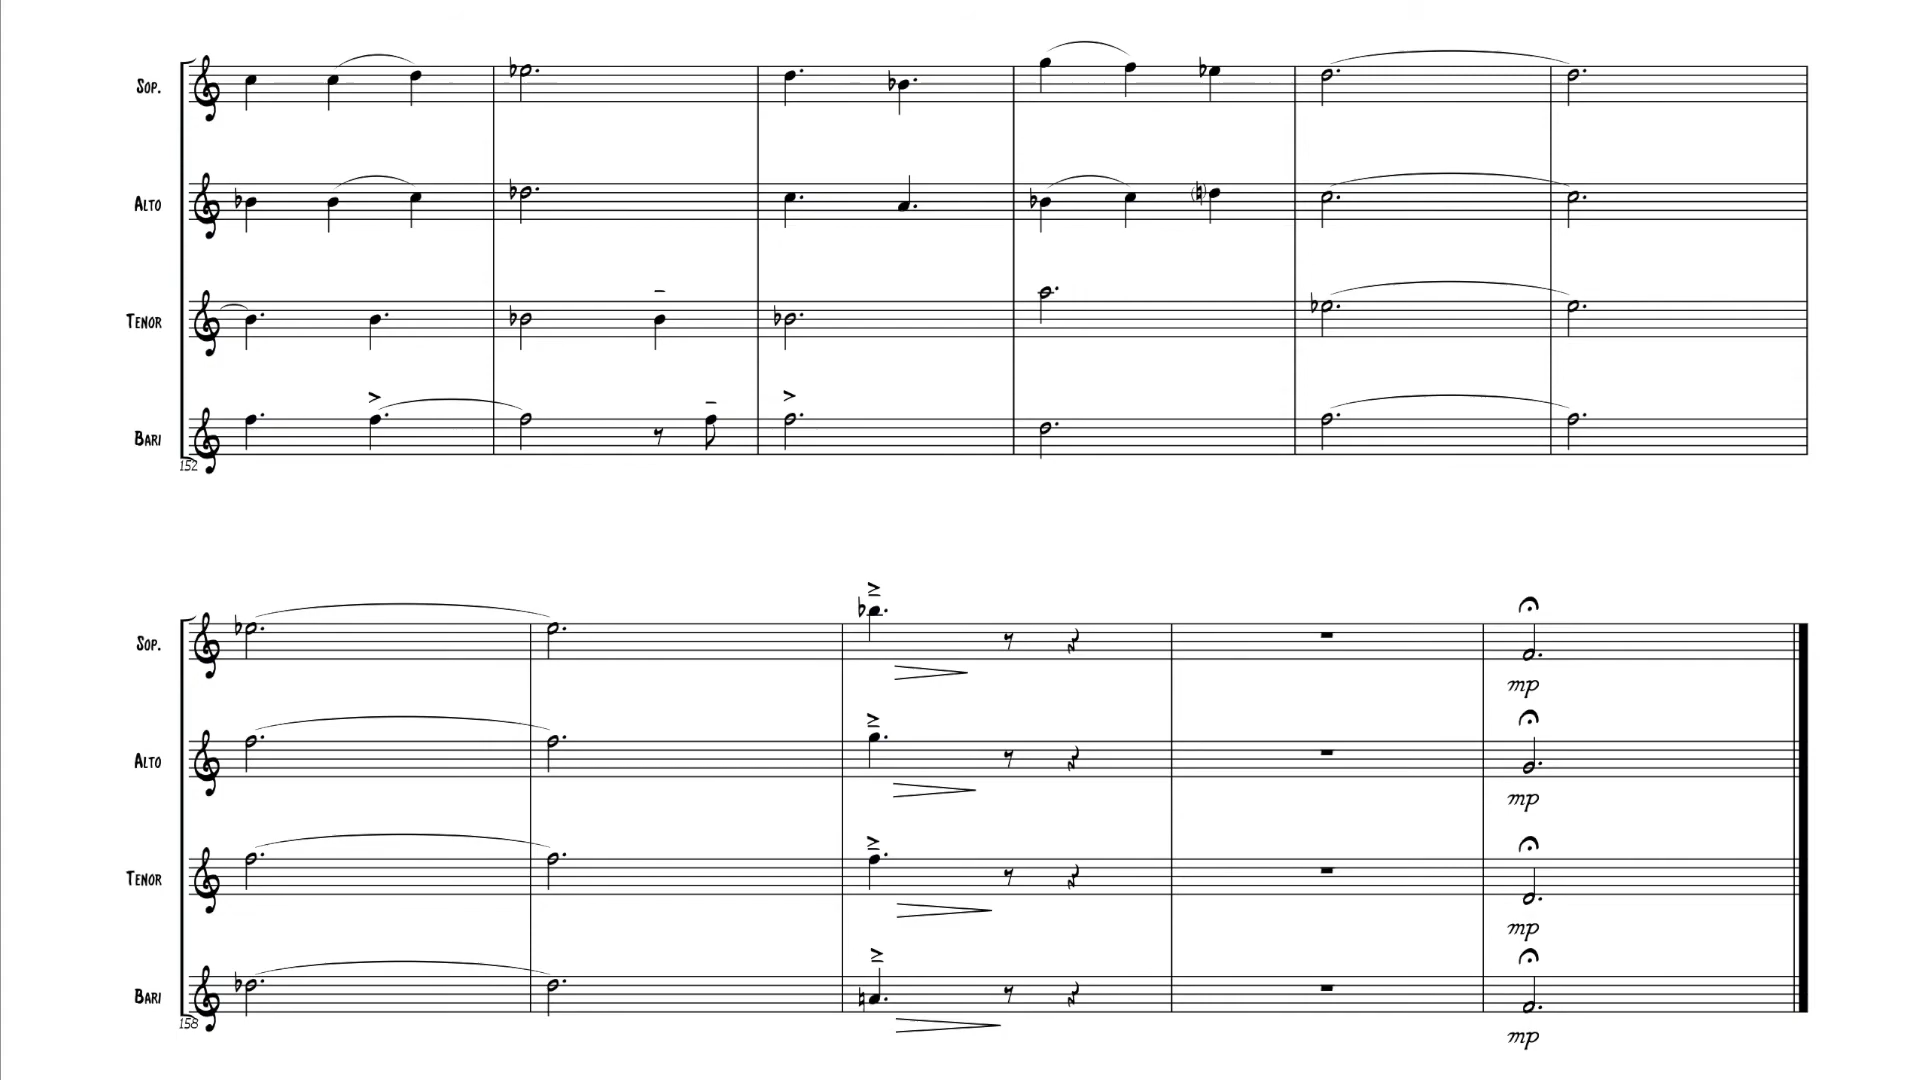 Sop.
Alto
Tenor
Bari
152
Sop.
mp
Alto
mp
Tenor
mp
Bari
158
mp